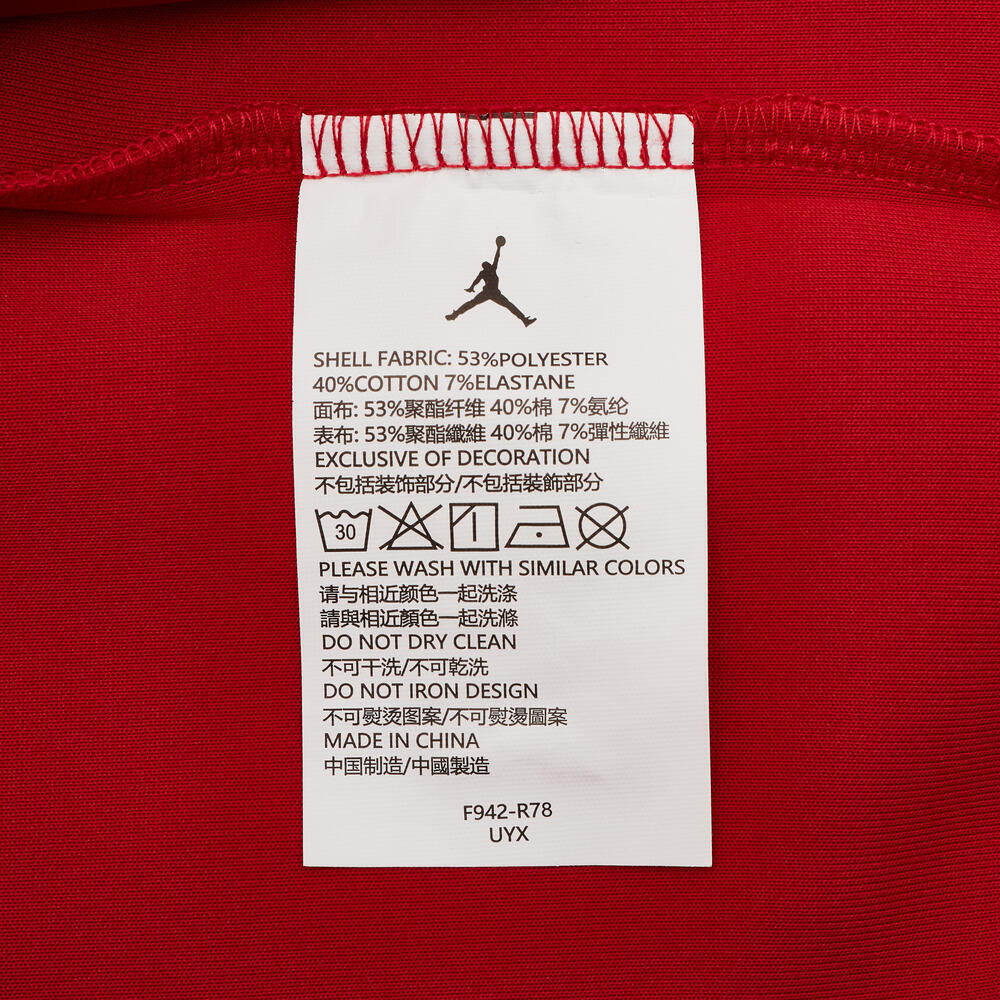 SHELL FABRIC: 53%POLYESTER
40%COTTON 7%ELASTANE
面布: 53%聚酯纤维 40%棉 7%氨纶
表布: 53%聚酯纖維 40%棉 7%彈性纖維
EXCLUSIVE OF DECORATION
不包括装饰部分/不包括裝飾部分
30
PLEASE WASH WITH SIMILAR COLORS
请与相近颜色一起洗涤
請與相近顏色一起洗滌
DO NOT DRY CLEAN
不可干洗/不可乾洗
DO NOT IRON DESIGN
不可熨烫图案/不可熨燙圖案
MADE IN CHINA
中国制造/中國製造
F942-R78
UYX